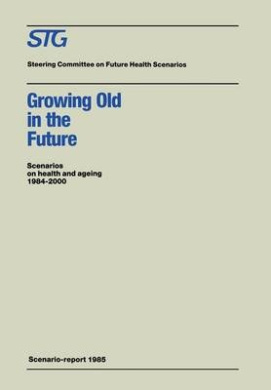 STG
Steering Committee on Future Health Scenarios
Growing Old
in the
Future
Scenarios
on health and ageing
1984-2000
Scenario-report 1985